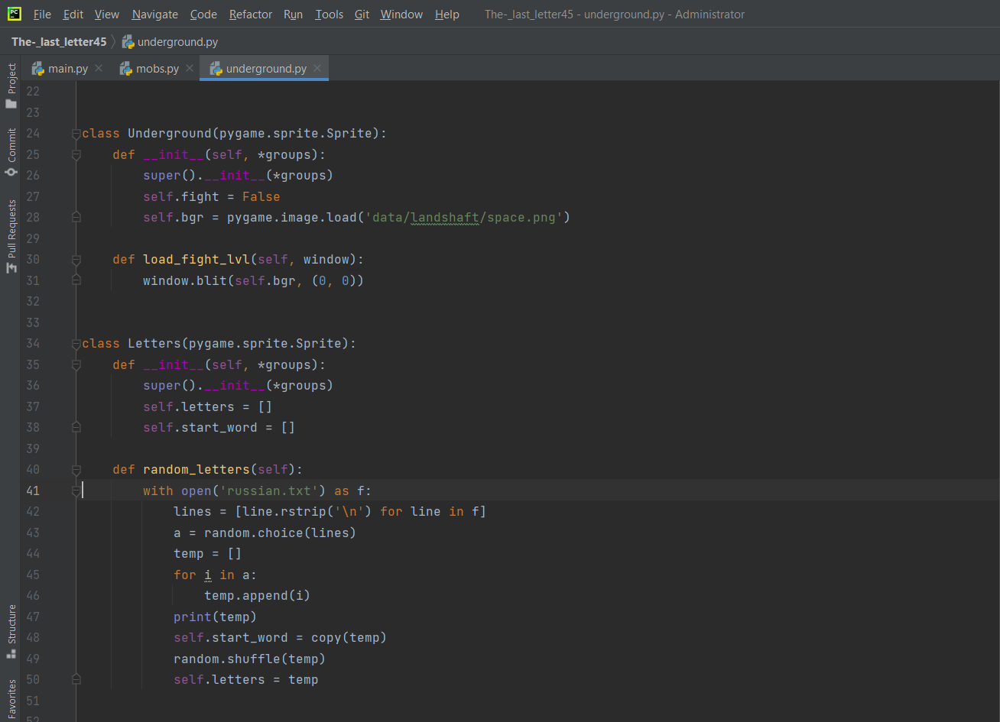 PC File Edit View Navigate Code Refactor Run Tools Git Window Help The-_last_letter45 - underground.py - Administrator
The-_last_letter45 underground.py
main.py mobs.py underground.py
Project
Commit
Pull Requests
Structure
Favorites
22
23
24 class Underground(pygame.sprite.Sprite):
25     def __init__(self, *groups):
26         super().__init__(*groups)
27         self.fight = False
28         self.bgr = pygame.image.load('data/landshaft/space.png')
29
30     def load_fight_lvl(self, window):
31         window.blit(self.bgr, (0, 0))
32
33
34 class Letters(pygame.sprite.Sprite):
35     def __init__(self, *groups):
36         super().__init__(*groups)
37         self.letters = []
38         self.start_word = []
39
40     def random_letters(self):
41         with open('russian.txt') as f:
42             lines = [line.rstrip('\n') for line in f]
43             a = random.choice(lines)
44             temp = []
45             for i in a:
46                 temp.append(i)
47             print(temp)
48             self.start_word = copy(temp)
49             random.shuffle(temp)
50             self.letters = temp
51
52